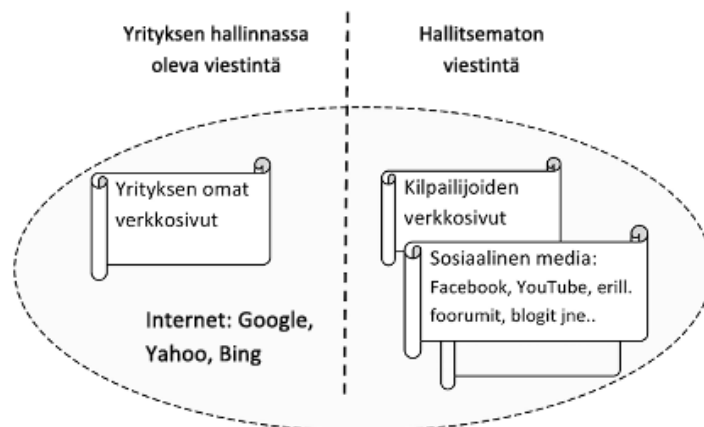 Yrityksen hallinnassa
oleva viestintä
Hallitsematon
viestintä
Yrityksen omat
verkkosivut
Kilpailijoiden
verkkosivut
Sosiaalinen media:
Facebook, YouTube, erill.
foorumit, blogit jne..
Internet: Google,
Yahoo, Bing